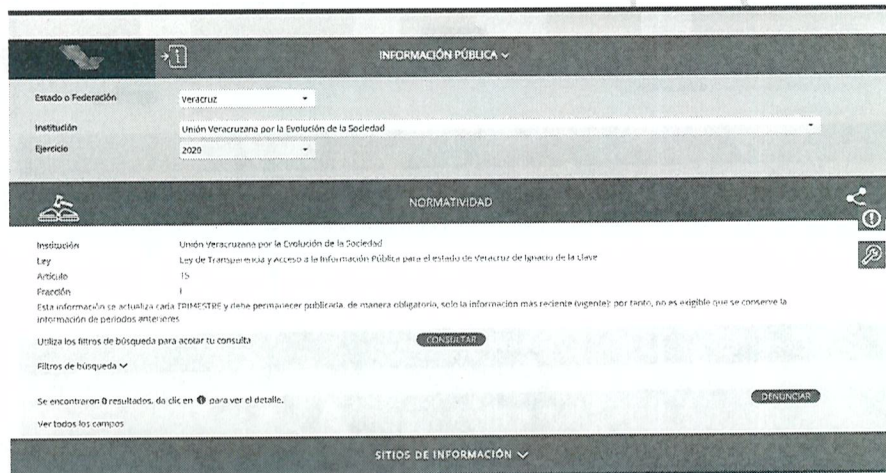 INFORMACIÓN PÚBLICA
Estado o Federación Veracruz
Institución Unión Veracruzana por la Evolución de la Sociedad
Ejercicio 2020
NORMATIVIDAD
Institución Unión Veracruzana por la Evolución de la Sociedad
Ley Ley de Transparencia y Acceso a la Información Pública para el estado de Veracruz de Ignacio de la Llave
Artículo 15
Fracción I
Esta información se actualiza cada TRIMESTRE y debe permanecer publicada, de manera obligatoria, solo la información más reciente (vigente); por tanto, no es exigible que se conserve la
información de periodos anteriores
Utiliza los filtros de búsqueda para acotar tu consulta CONSULTAR
Filtros de búsqueda
Se encontraron 0 resultados, da clic en i para ver el detalle. DENUNCIAR
Ver todos los campos
SITIOS DE INFORMACIÓN